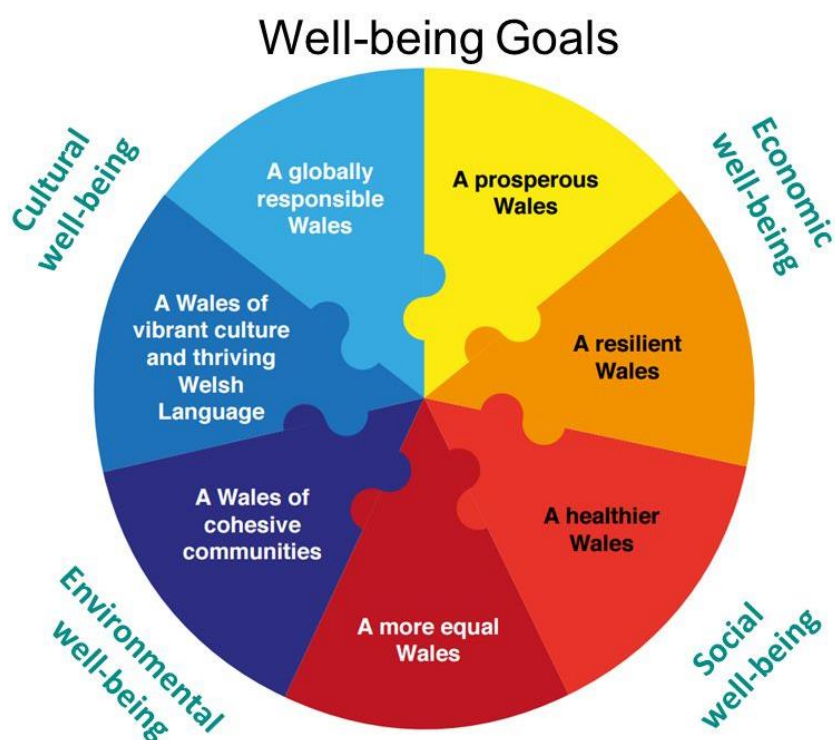 Well-being Goals
Cultural
well-being
Economic
well-being
A globally
responsible
Wales
A prosperous
Wales
A Wales of
vibrant culture
and thriving
Welsh
Language
A resilient
Wales
A Wales of
cohesive
communities
A healthier
Wales
A more equal
Wales
Environmental
well-being
Social
well-being